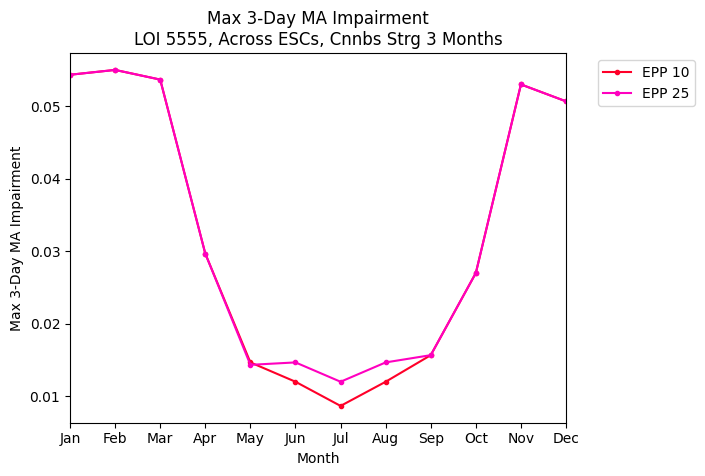 Max 3-Day MA Impairment
LOI 5555, Across ESCs, Cnnbs Strg 3 Months
EPP 10
EPP 25
Max 3-Day MA Impairment
0.05
0.04
0.03
0.02
0.01
Jan Feb Mar Apr May Jun Jul Aug Sep Oct Nov Dec
Month